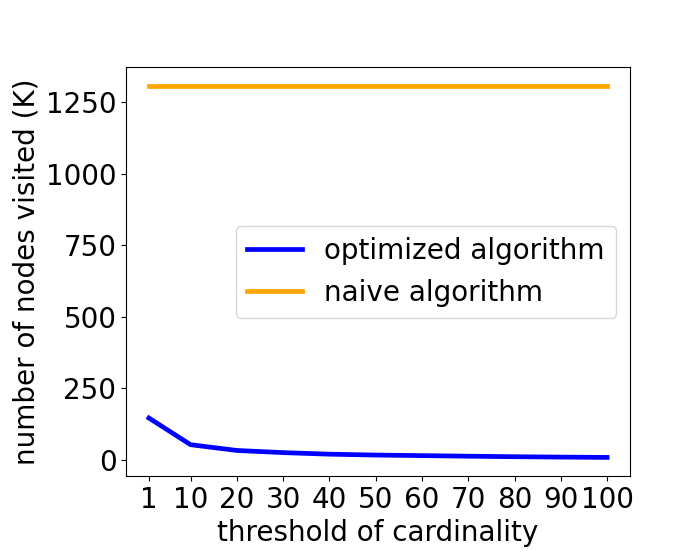 number of nodes visited (K)
1250
1000
750
500
250
0
optimized algorithm
naive algorithm
1 10 20 30 40 50 60 70 80 90 100
threshold of cardinality